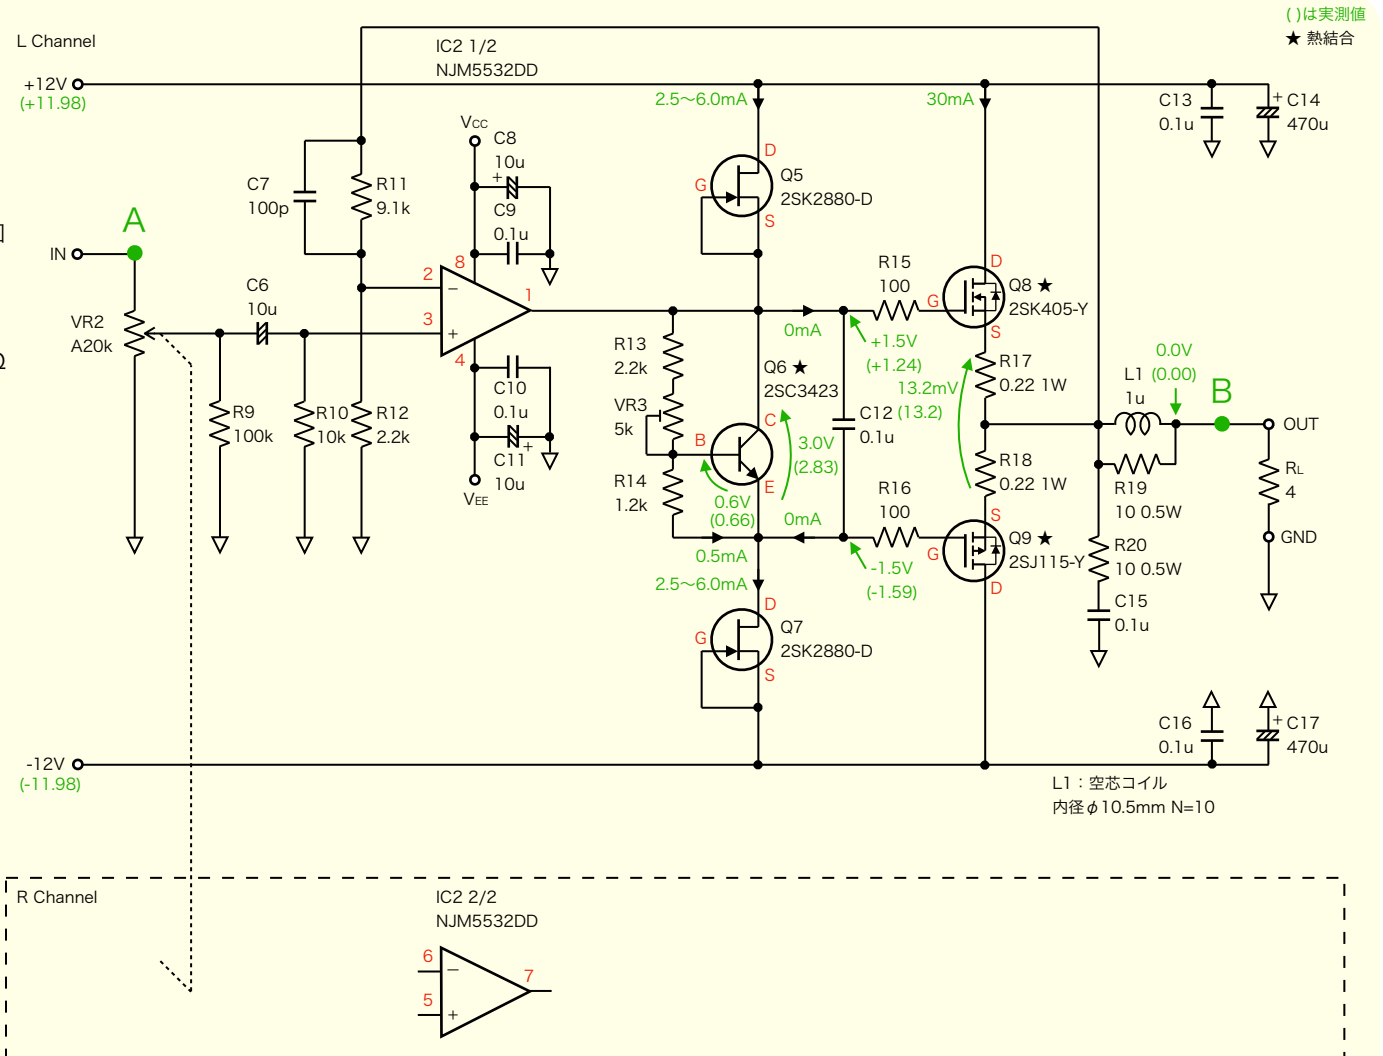 ( )は実測値
★ 熱結合
L Channel
IC2 1/2
NJM5532DD
+12V
(+11.98)
2.5～6.0mA
30mA
C13
0.1u
+
C14
470u
VCC
C8
10u
+
C9
0.1u
C7
100p
R11
9.1k
D
G
S
Q5
2SK2880-D
A
IN
C6
10u
VR2
A20k
8
2
−
1
3
+
4
R15
100
D
G
S
Q8 ★
2SK405-Y
0mA
+1.5V
(+1.24)
R13
2.2k
VR3
5k
Q6 ★
2SC3423
13.2mV
(13.2)
R17
0.22 1W
0.0V
(0.00)
L1
1u
B
OUT
C10
0.1u
C11
10u
+
VEE
R9
100k
R10
10k
R12
2.2k
C
B
E
3.0V
(2.83)
C12
0.1u
R14
1.2k
0.6V
(0.66)
0mA
0.5mA
R16
100
R18
0.22 1W
R19
10 0.5W
RL
4
GND
S
G
D
Q9 ★
2SJ115-Y
-1.5V
(-1.59)
R20
10 0.5W
C15
0.1u
2.5～6.0mA
D
G
S
Q7
2SK2880-D
-12V
(-11.98)
C16
0.1u
+
C17
470u
L1：空芯コイル
内径φ10.5mm N=10
R Channel
IC2 2/2
NJM5532DD
6
−
7
5
+